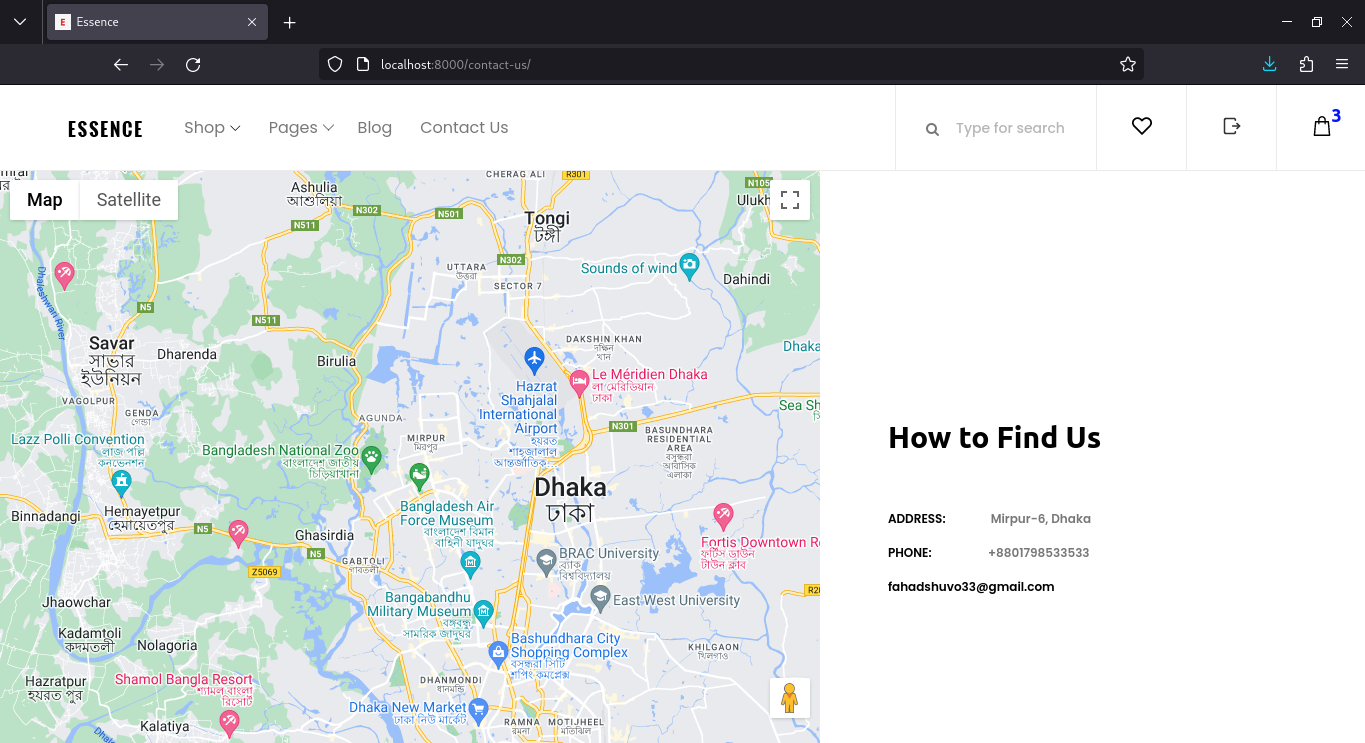 Essence
localhost:8000/contact-us/
ESSENCE
Shop
Pages
Blog
Contact Us
Type for search
3
Map
Satellite
CHERAG ALI
R301
Ashulia
আশুলিয়া
N302
N501
N511
Tongi
টঙ্গী
N105
Ulukh
N302
UTTARA
উত্তরা
SECTOR 7
Sounds of wind
Dahindi
Dhaleshwari River
N5
N511
Savar
সাভার
ইউনিয়ন
Dharenda
Birulia
DAKSHIN KHAN
দক্ষিন
খান
Dhaka
Hazrat
Shahjalal
International
Airport
হযরত
শাহজালাল
আন্তর্জাতিক...
Le Méridien Dhaka
লা মেরিডিয়ান
ঢাকা
VAGOLPUR
GENDA
গেন্ডা
AGUNDA
Sea Sh
N301
MIRPUR
মিরপুর
BASUNDHARA
RESIDENTIAL
AREA
বসুন্ধরা
আবাসিক
এলাকা
Lazz Polli Convention
লাজ পল্লি
কনভেনশন
Bangladesh National Zoo
বাংলাদেশ জাতীয়
চিড়িয়াখানা
Dhaka
ঢাকা
Binnadangi
Hemayetpur
হেমায়েতপুর
N5
Ghasirdia
Bangladesh Air
Force Museum
বাংলাদেশ বিমান
বাহিনী যাদুঘর
Fortis Downtown Re
ফর্টিস ডাউন
টাউন ক্লাব
N5
GABTOLI
গাবতলী
Z5069
BRAC University
ব্র্যাক
বিশ্ববিদ্যালয়
R20
Jhaowchar
Bangabandhu
Military Museum
বঙ্গবন্ধু
সামরিক জাদুঘর
East West University
Kadamtoli
কদমতলী
Nolagoria
Bashundhara City
Shopping Complex
বসুন্ধরা সিটি
শপিং কমপ্লেক্স
KHILGAON
খিলগাঁও
Hazratpur
হযরত পুর
Shamol Bangla Resort
শ্যামল বাংলা
রিসোর্ট
DHANMONDI
ধানমন্ডি
Kalatiya
Dhaka New Market
ঢাকা নিউ মার্কেট
RAMNA
রমনা
MOTIJHEEL
মতিঝিল
How to Find Us
ADDRESS: Mirpur-6, Dhaka
PHONE: +8801798533533
fahadshuvo33@gmail.com